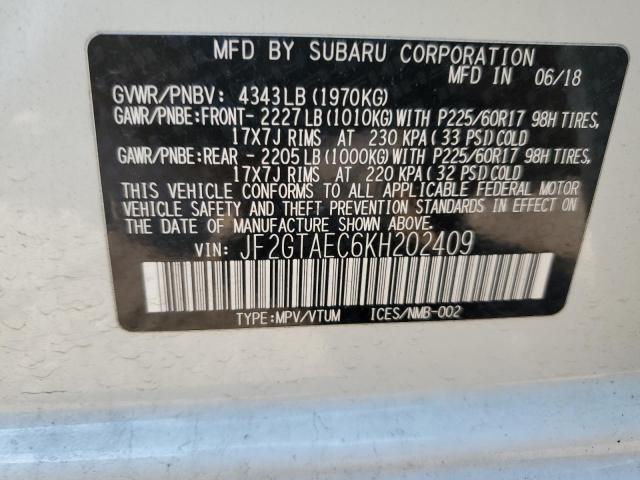 MFD BY SUBARU CORPORATION
MFD IN 06/18
GVWR/PNBV: 4343LB (1970KG)
GAWR/PNBE:FRONT- 2227 LB (1010KG) WITH P225/60R17 98H TIRES,
17X7J RIMS AT 230 KPA ( 33 PSI) COLD
GAWR/PNBE:REAR - 2205 LB (1000KG) WITH P225/60R17 98H TIRES,
17X7J RIMS AT 220 KPA ( 32 PSI) COLD
THIS VEHICLE CONFORMS TO ALL APPLICABLE FEDERAL MOTOR
VEHICLE SAFETY AND THEFT PREVENTION STANDARDS IN EFFECT ON
THE DATE OF MANUFACTURE SHOWN ABOVE.
VIN: JF2GTAEC6KH202409
TYPE:MPV/VTUM ICES/NMB-002